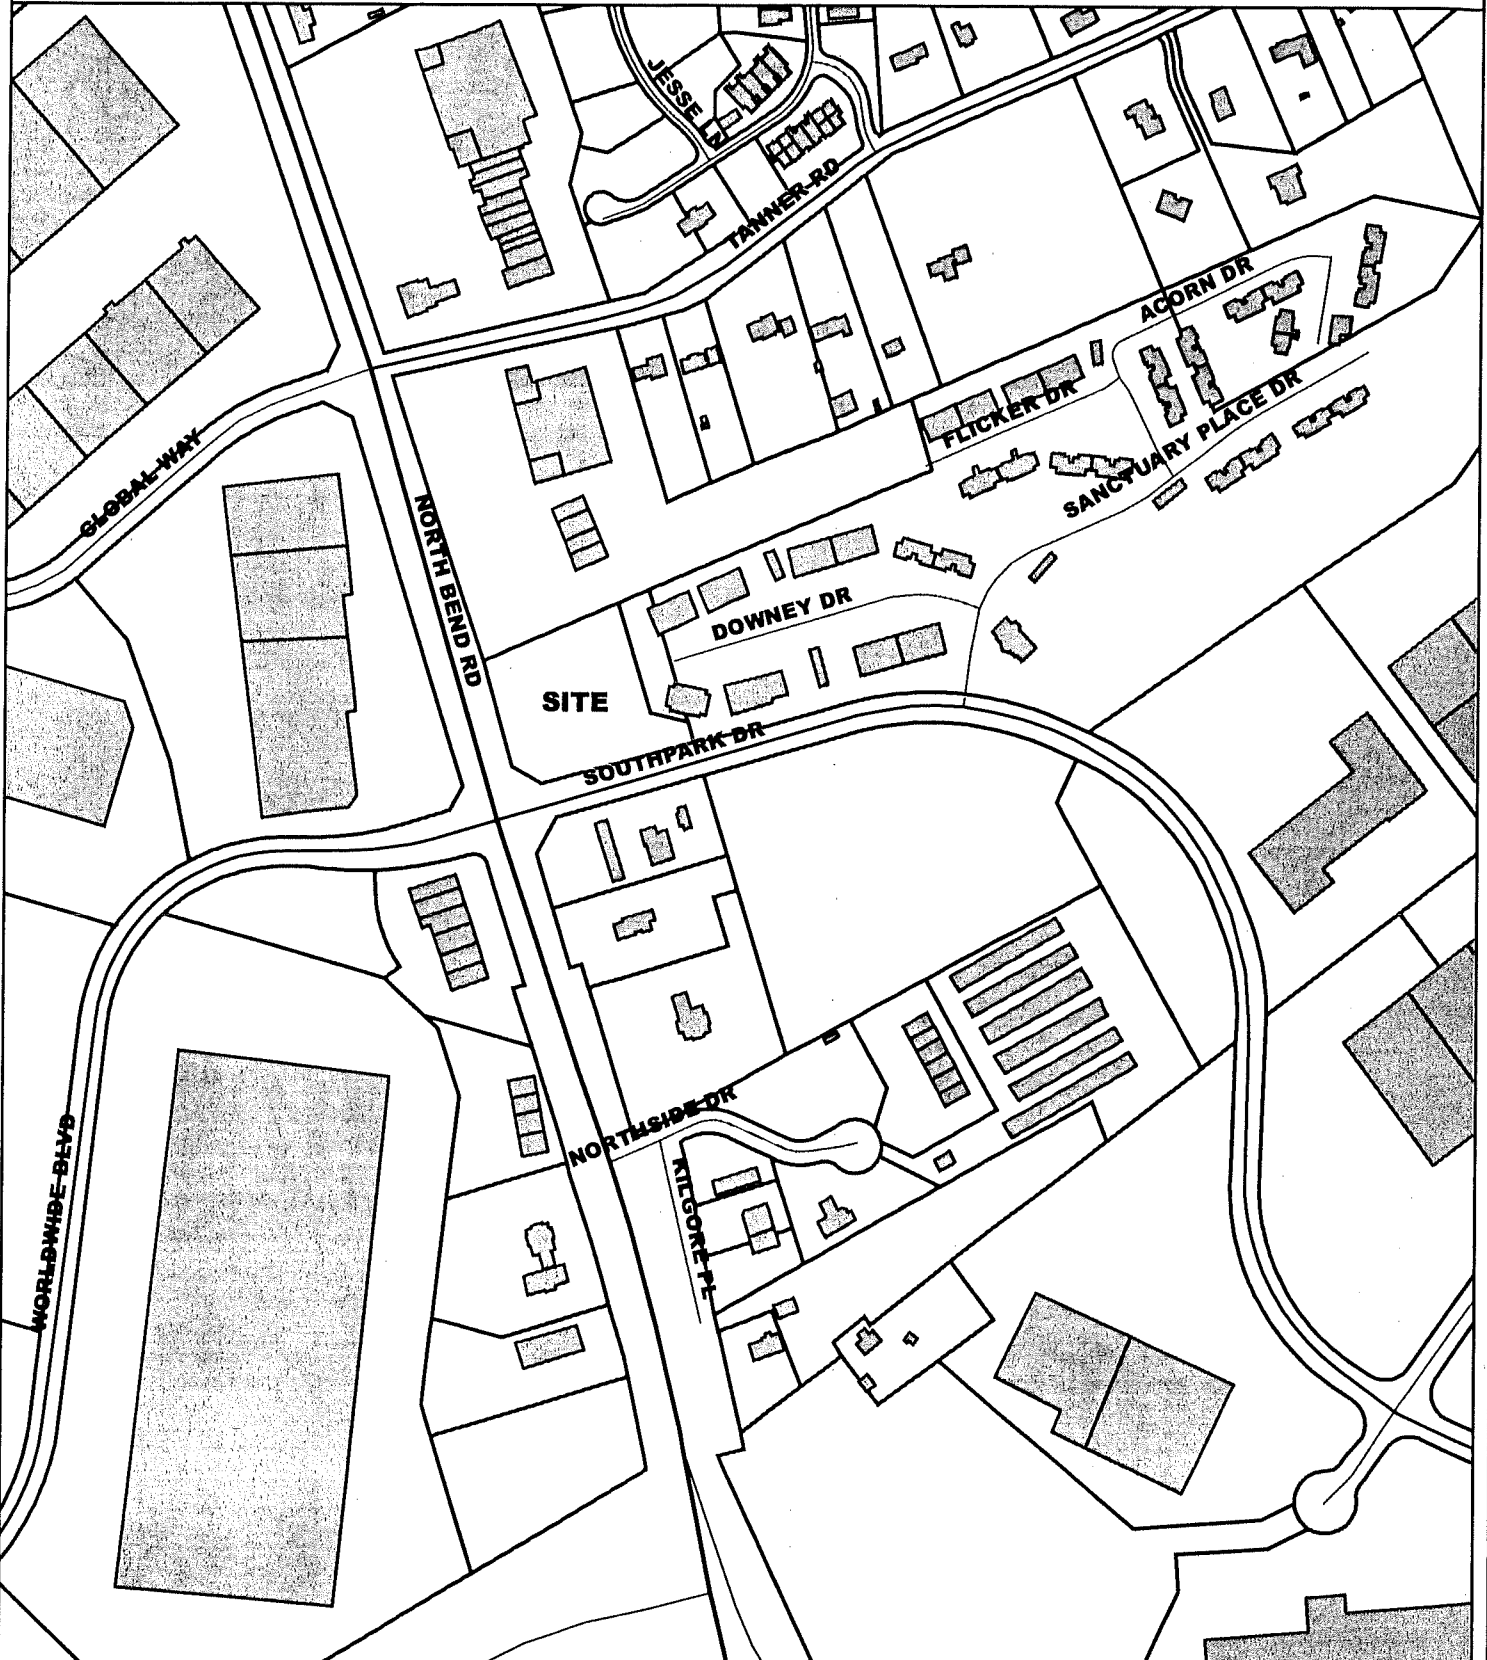 JESSE LN
TANNER RD
ACORN DR
FLICKER DR
SANCTUARY PLACE DR
GLOBAL WAY
NORTH BEND RD
DOWNEY DR
SITE
SOUTHPARK DR
NORTHSIDE DR
KILGORE PL
WORLDWIDE BLVD